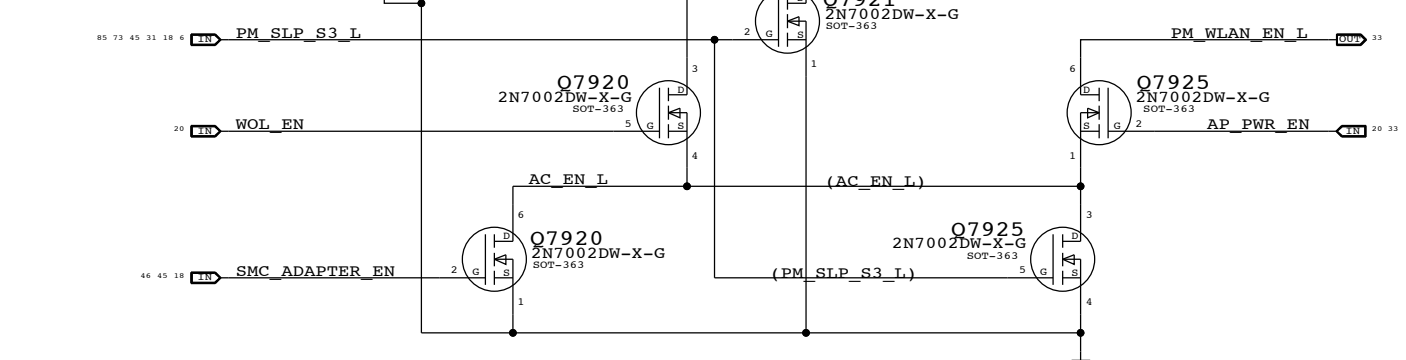 Q7921
2N7002DW-X-G
SOT-363
85 73 45 31 18 6 IN PM_SLP_S3_L
2 G S 1
PM_WLAN_EN_L OUT 33
3 D
Q7920
2N7002DW-X-G
SOT-363
6 D
Q7925
2N7002DW-X-G
SOT-363
20 IN WOL_EN
5 G S 4
S G 2 1
AP_PWR_EN IN 20 33
AC_EN_L
(AC_EN_L)
6 D
Q7920
2N7002DW-X-G
SOT-363
3 D
Q7925
2N7002DW-X-G
SOT-363
46 45 18 IN SMC_ADAPTER_EN
2 G S 1
(PM_SLP_S3_L)
5 G S 4